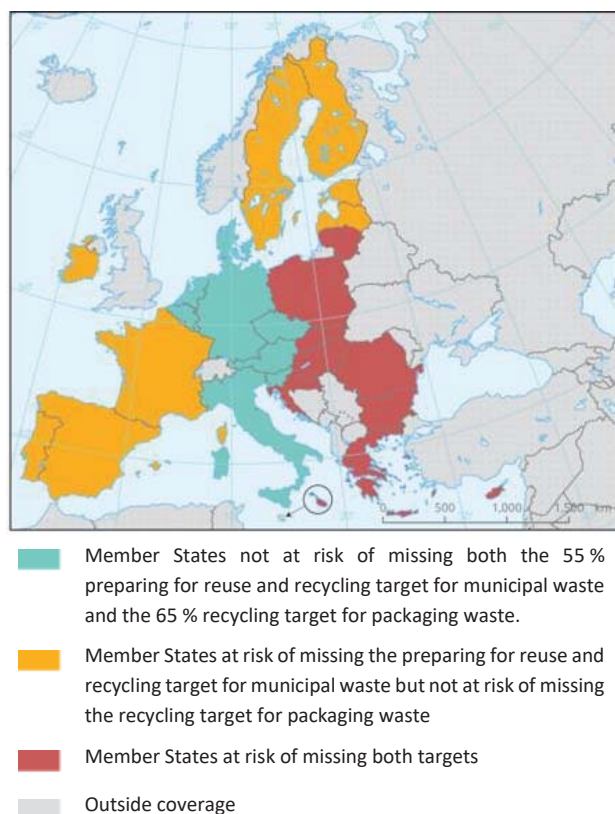 0 500 1,000 1,500 km
Member States not at risk of missing both the 55 %
preparing for reuse and recycling target for municipal waste
and the 65 % recycling target for packaging waste.
Member States at risk of missing the preparing for reuse and
recycling target for municipal waste but not at risk of missing
the recycling target for packaging waste
Member States at risk of missing both targets
Outside coverage